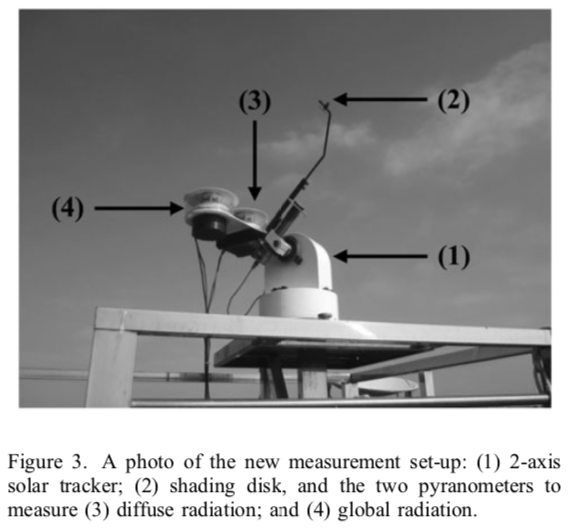 (3)
(2)
(4)
(1)
Figure 3. A photo of the new measurement set-up: (1) 2-axis
solar tracker; (2) shading disk, and the two pyranometers to
measure (3) diffuse radiation; and (4) global radiation.